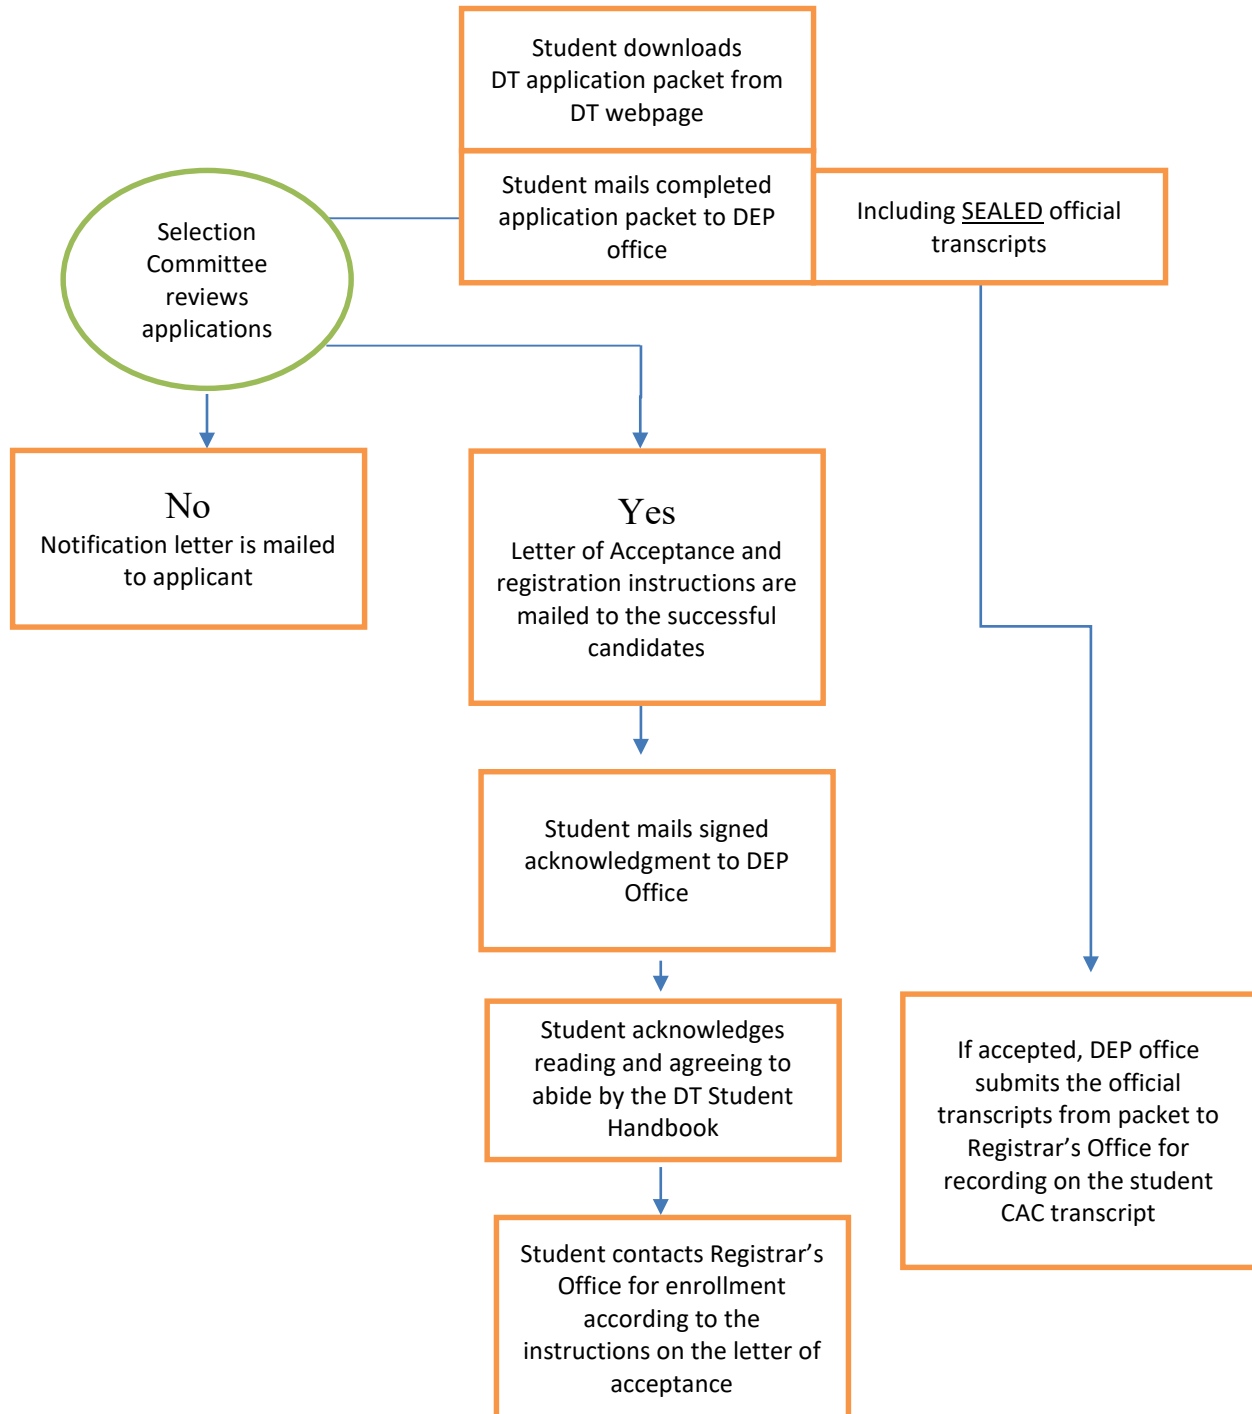 Student downloads
DT application packet from
DT webpage
Student mails completed
application packet to DEP
office
Including SEALED official
transcripts
Selection
Committee
reviews
applications
No
Notification letter is mailed
to applicant
Yes
Letter of Acceptance and
registration instructions are
mailed to the successful
candidates
Student mails signed
acknowledgment to DEP
Office
Student acknowledges
reading and agreeing to
abide by the DT Student
Handbook
If accepted, DEP office
submits the official
transcripts from packet to
Registrar’s Office for
recording on the student
CAC transcript
Student contacts Registrar’s
Office for enrollment
according to the
instructions on the letter of
acceptance